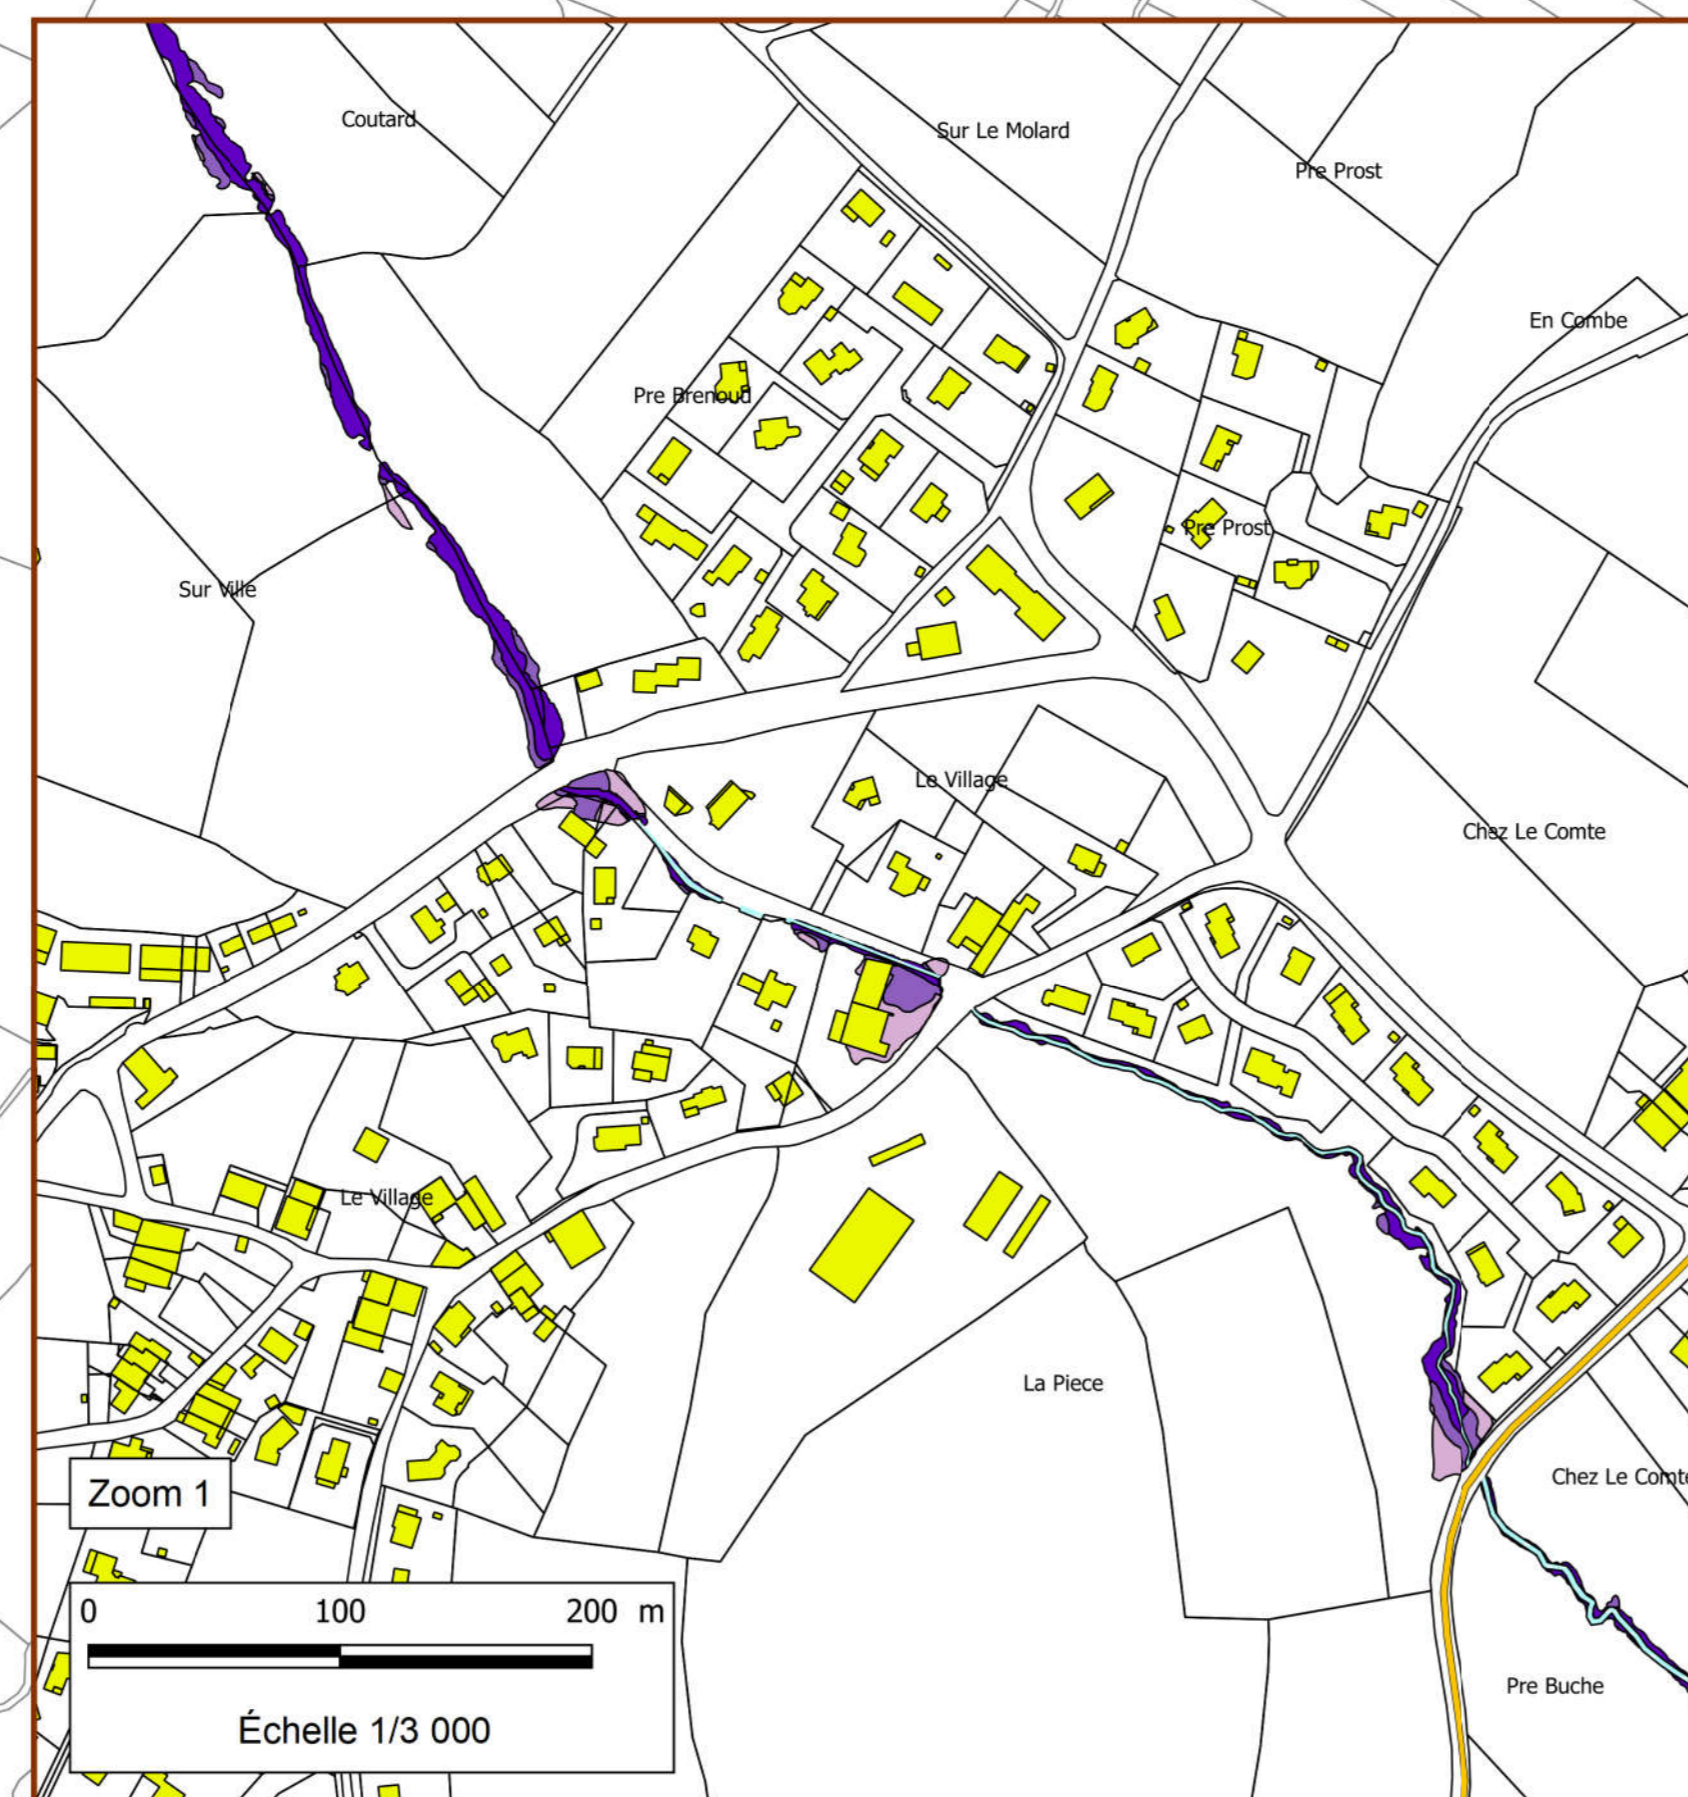 Coutard
Sur Le Molard
Pre Prost
En Combe
Pre Brenoud
Pre Prost
Sur Ville
Le Village
Chez Le Comte
Le Village
La Piece
Chez Le Comte
Zoom 1
0 100 200 m
Échelle 1/3 000
Pre Buche